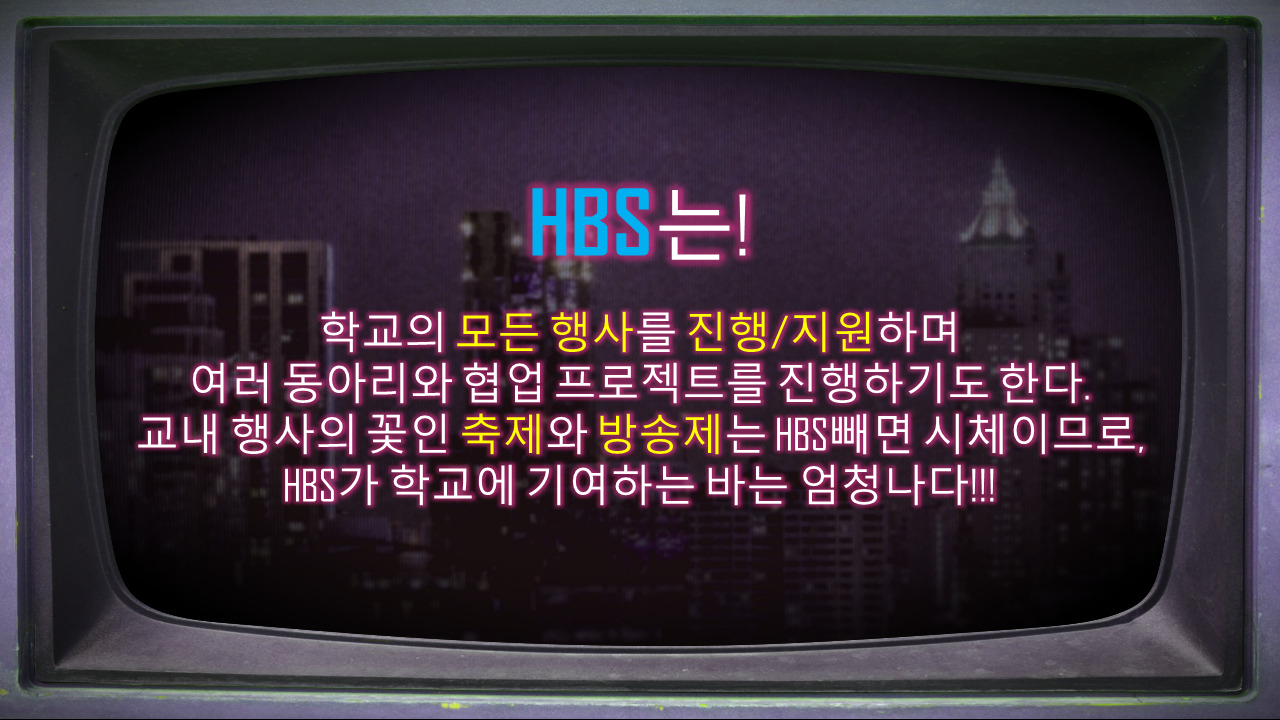 HBS는!
학교의 모든 행사를 진행/지원하며
여러 동아리와 협업 프로젝트를 진행하기도 한다.
교내 행사의 꽃인 축제와 방송제는 HBS빼면 시체이므로,
HBS가 학교에 기여하는 바는 엄청나다!!!